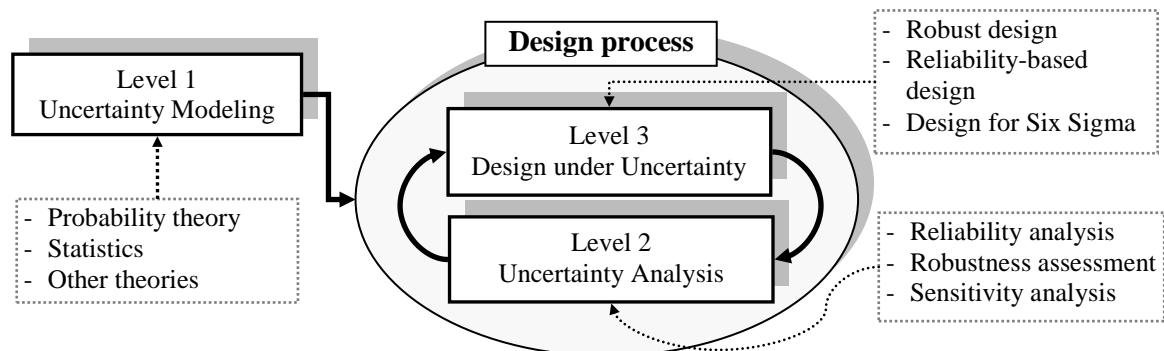 Level 1
Uncertainty Modeling
- Probability theory
- Statistics
- Other theories
Design process
Level 3
Design under Uncertainty
Level 2
Uncertainty Analysis
- Robust design
- Reliability-based
design
- Design for Six Sigma
- Reliability analysis
- Robustness assessment
- Sensitivity analysis